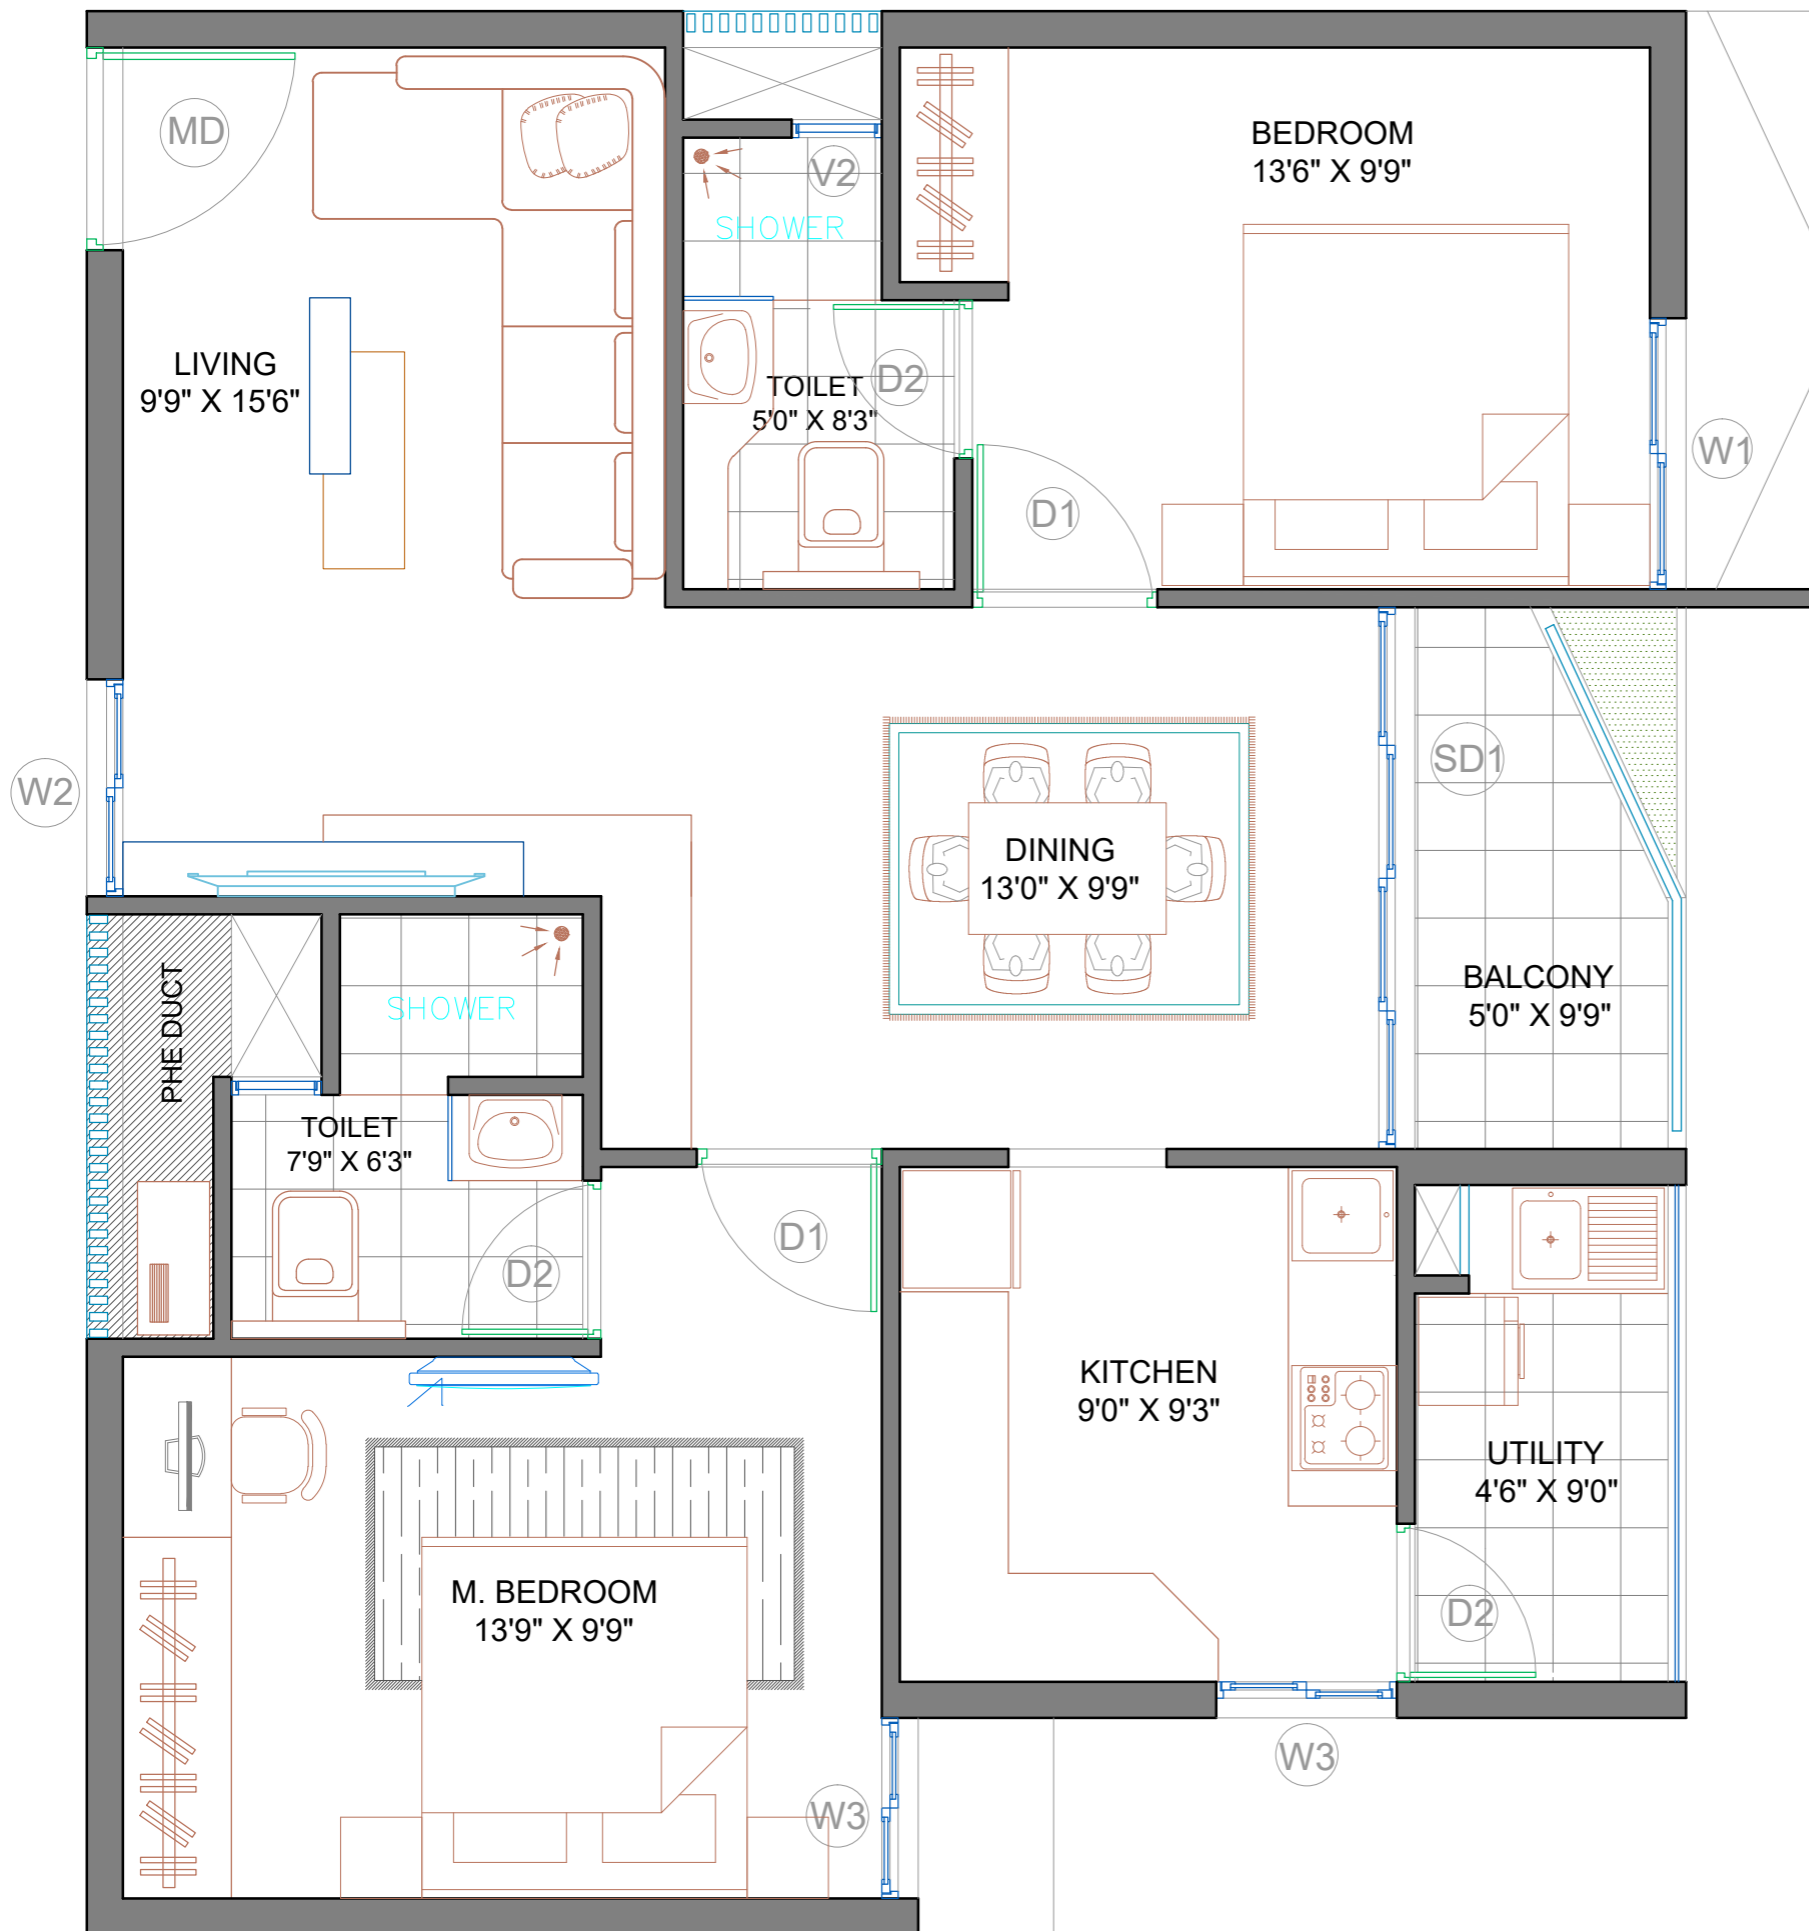 MD
V2
BEDROOM
13'6" X 9'9"
SHOWER
LIVING
9'9" X 15'6"
TOILET
5'0" X 8'3"
D2
W1
D1
SD1
W2
DINING
13'0" X 9'9"
BALCONY
5'0" X 9'9"
PHE DUCT
SHOWER
TOILET
7'9" X 6'3"
D1
D2
KITCHEN
9'0" X 9'3"
UTILITY
4'6" X 9'0"
M. BEDROOM
13'9" X 9'9"
D2
W3
W3